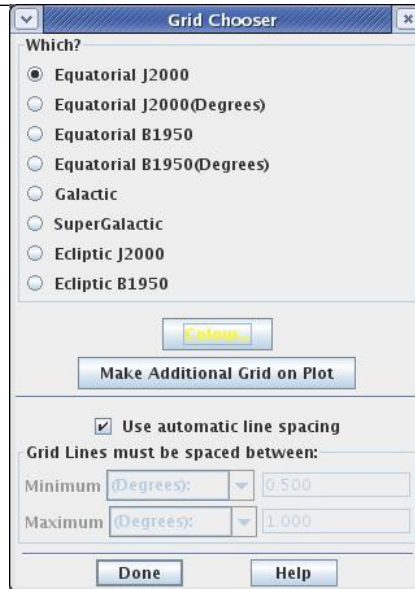 Grid Chooser
Which?
Equatorial J2000
Equatorial J2000(Degrees)
Equatorial B1950
Equatorial B1950(Degrees)
Galactic
SuperGalactic
Ecliptic J2000
Ecliptic B1950
Colour...
Make Additional Grid on Plot
Use automatic line spacing
Grid Lines must be spaced between:
Minimum (Degrees): 0.500
Maximum (Degrees): 1.000
Done Help